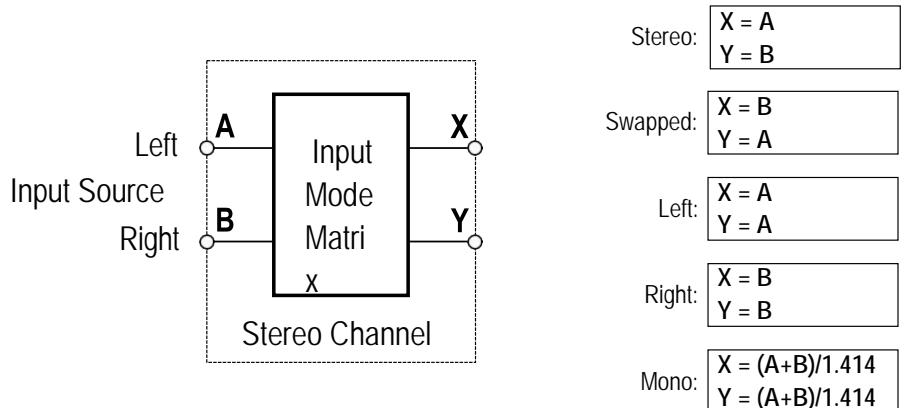 A
X
Left
Input
Input Source
Mode
B
Y
Right
Matri
x
Stereo Channel
Stereo:
X = A
Y = B
Swapped:
X = B
Y = A
Left:
X = A
Y = A
Right:
X = B
Y = B
Mono:
X = (A+B)/1.414
Y = (A+B)/1.414